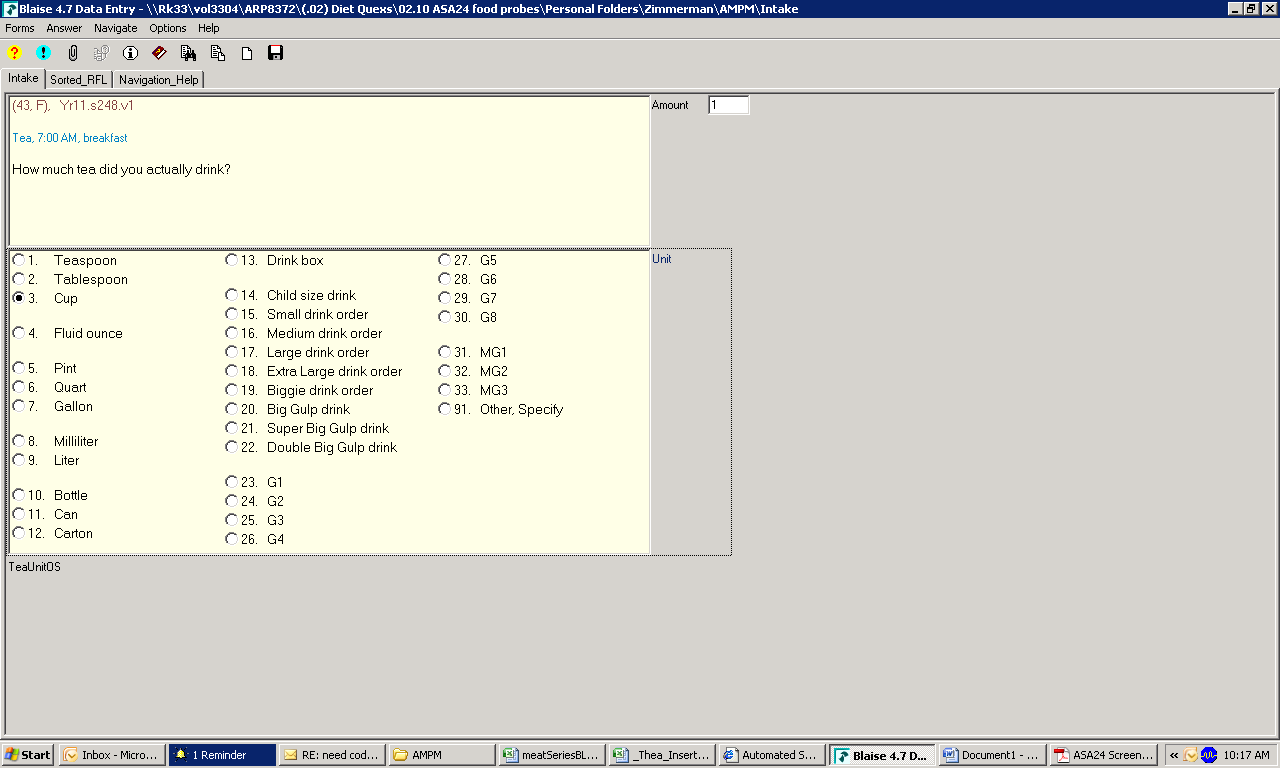 Blaise 4.7 Data Entry - \\Rk33\vol3304\ARP8372\(.02) Diet Quexs\02.10 ASA24 food probes\Personal Folders\Zimmerman\AMPM\Intake
Forms Answer Navigate Options Help
Intake Sorted_RFL Navigation_Help
(43, F), Yr11.s248.v1
Amount 1
Tea, 7:00 AM, breakfast
How much tea did you actually drink?
Unit
1. Teaspoon
2. Tablespoon
3. Cup
4. Fluid ounce
5. Pint
6. Quart
7. Gallon
8. Milliliter
9. Liter
10. Bottle
11. Can
12. Carton
13. Drink box
14. Child size drink
15. Small drink order
16. Medium drink order
17. Large drink order
18. Extra Large drink order
19. Biggie drink order
20. Big Gulp drink
21. Super Big Gulp drink
22. Double Big Gulp drink
23. G1
24. G2
25. G3
26. G4
27. G5
28. G6
29. G7
30. G8
31. MG1
32. MG2
33. MG3
91. Other, Specify
TeaUnitOS
Start Inbox - Micro... 1 Reminder RE: need cod... AMPM meatSeriesBL... _Thea_Insert... Automated S... Blaise 4.7 D... Document1 - ... ASA24 Screen... « 10:17 AM